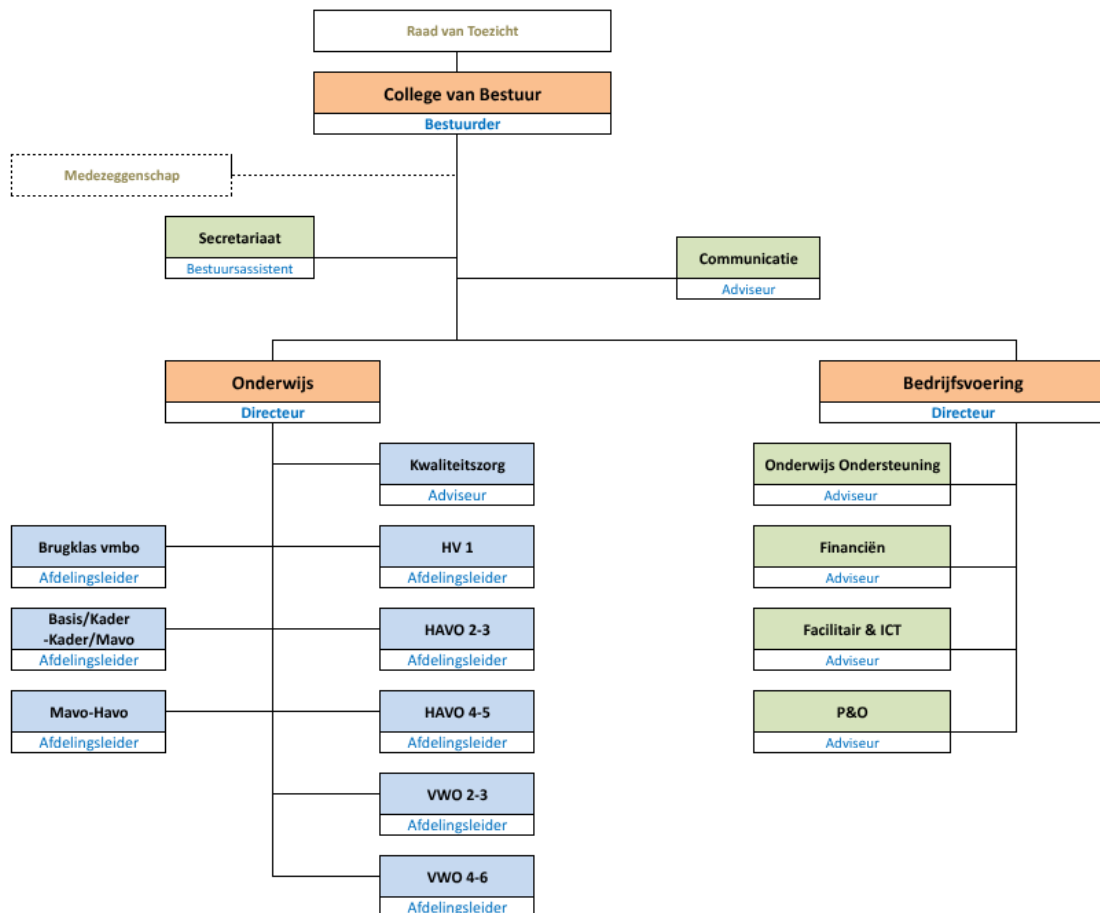 Raad van Toezicht
College van Bestuur
Bestuurder
Medezeggenschap
Secretariaat
Bestuursassistent
Communicatie
Adviseur
Onderwijs
Directeur
Bedrijfsvoering
Directeur
Kwaliteitszorg
Adviseur
Onderwijs Ondersteuning
Adviseur
Brugklas vmbo
Afdelingsleider
HV 1
Afdelingsleider
Financiën
Adviseur
Basis/Kader
-Kader/Mavo
Afdelingsleider
HAVO 2-3
Afdelingsleider
Facilitair & ICT
Adviseur
Mavo-Havo
Afdelingsleider
HAVO 4-5
Afdelingsleider
P&O
Adviseur
VWO 2-3
Afdelingsleider
VWO 4-6
Afdelingsleider